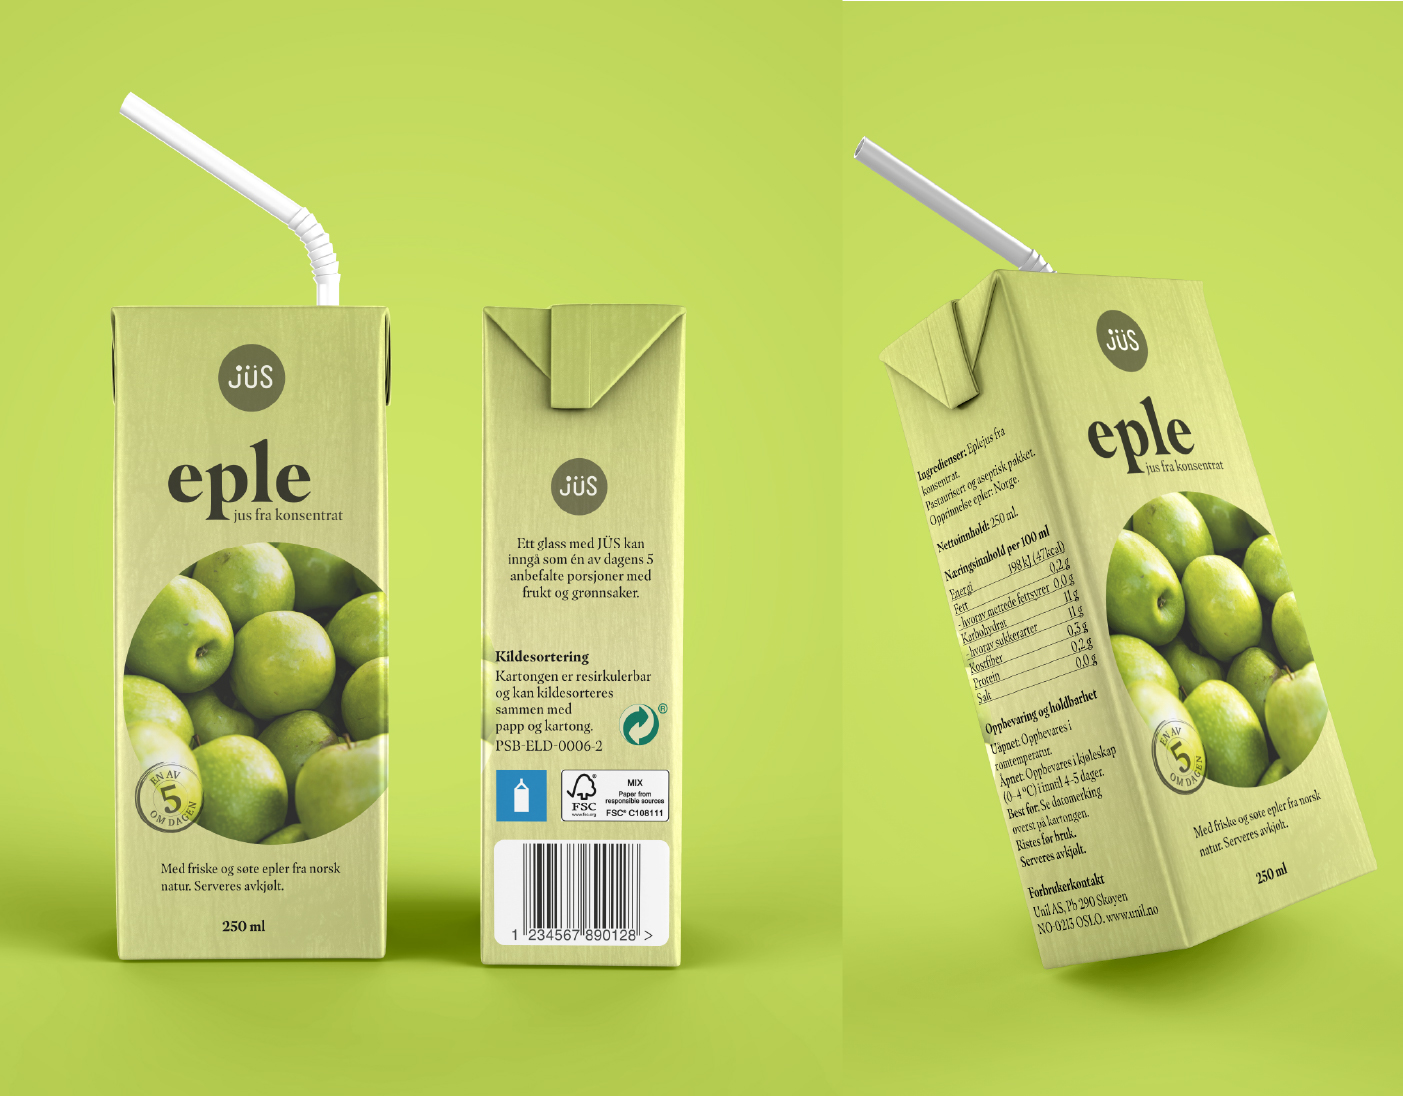 JÜS
eple
jus fra konsentrat
EN AV
5
OM DAGEN
Med friske og søte epler fra norsk
natur. Serveres avkjølt.
250 ml
JÜS
Ett glass med JÜS kan
inngå som én av dagens 5
anbefalte porsjoner med
frukt og grønnsaker.
Kildesortering
Kartongen er resirkulerbar
og kan kildesorteres
sammen med
papp og kartong.
PSB-ELD-0006-2
®
FSC
www.fsc.org
MIX
Paper from
responsible sources
FSC® C108111
1 234567 890128 >
JÜS
eple
jus fra konsentrat
EN AV
5
OM DAGEN
Med friske og søte epler fra norsk
natur. Serveres avkjølt.
250 ml
Ingredienser: Eplejus fra
konsentrat.
Pasteurisert og aseptisk pakket.
Opprinnelse epler: Norge.
Nettoinnhold: 250 ml.
Næringsinnhold per 100 ml
Energi 198 kJ (47kcal)
Fett 0,2 g
- hvorav mettede fettsyrer 0,0 g
Karbohydrat 11 g
- hvorav sukkerarter 11 g
Kostfiber 0,3 g
Protein 0,2 g
Salt 0,0 g
Oppbevaring og holdbarhet
Uåpnet: Oppbevares i
romtemperatur.
Åpnet: Oppbevares i kjøleskap
(0-4 °C) i inntil 4-5 dager.
Best før: Se datomerking
øverst på kartongen.
Ristes før bruk.
Serveres avkjølt.
Forbrukerkontakt
Unil AS, Pb 290 Skøyen
NO-0213 OSLO. www.unil.no